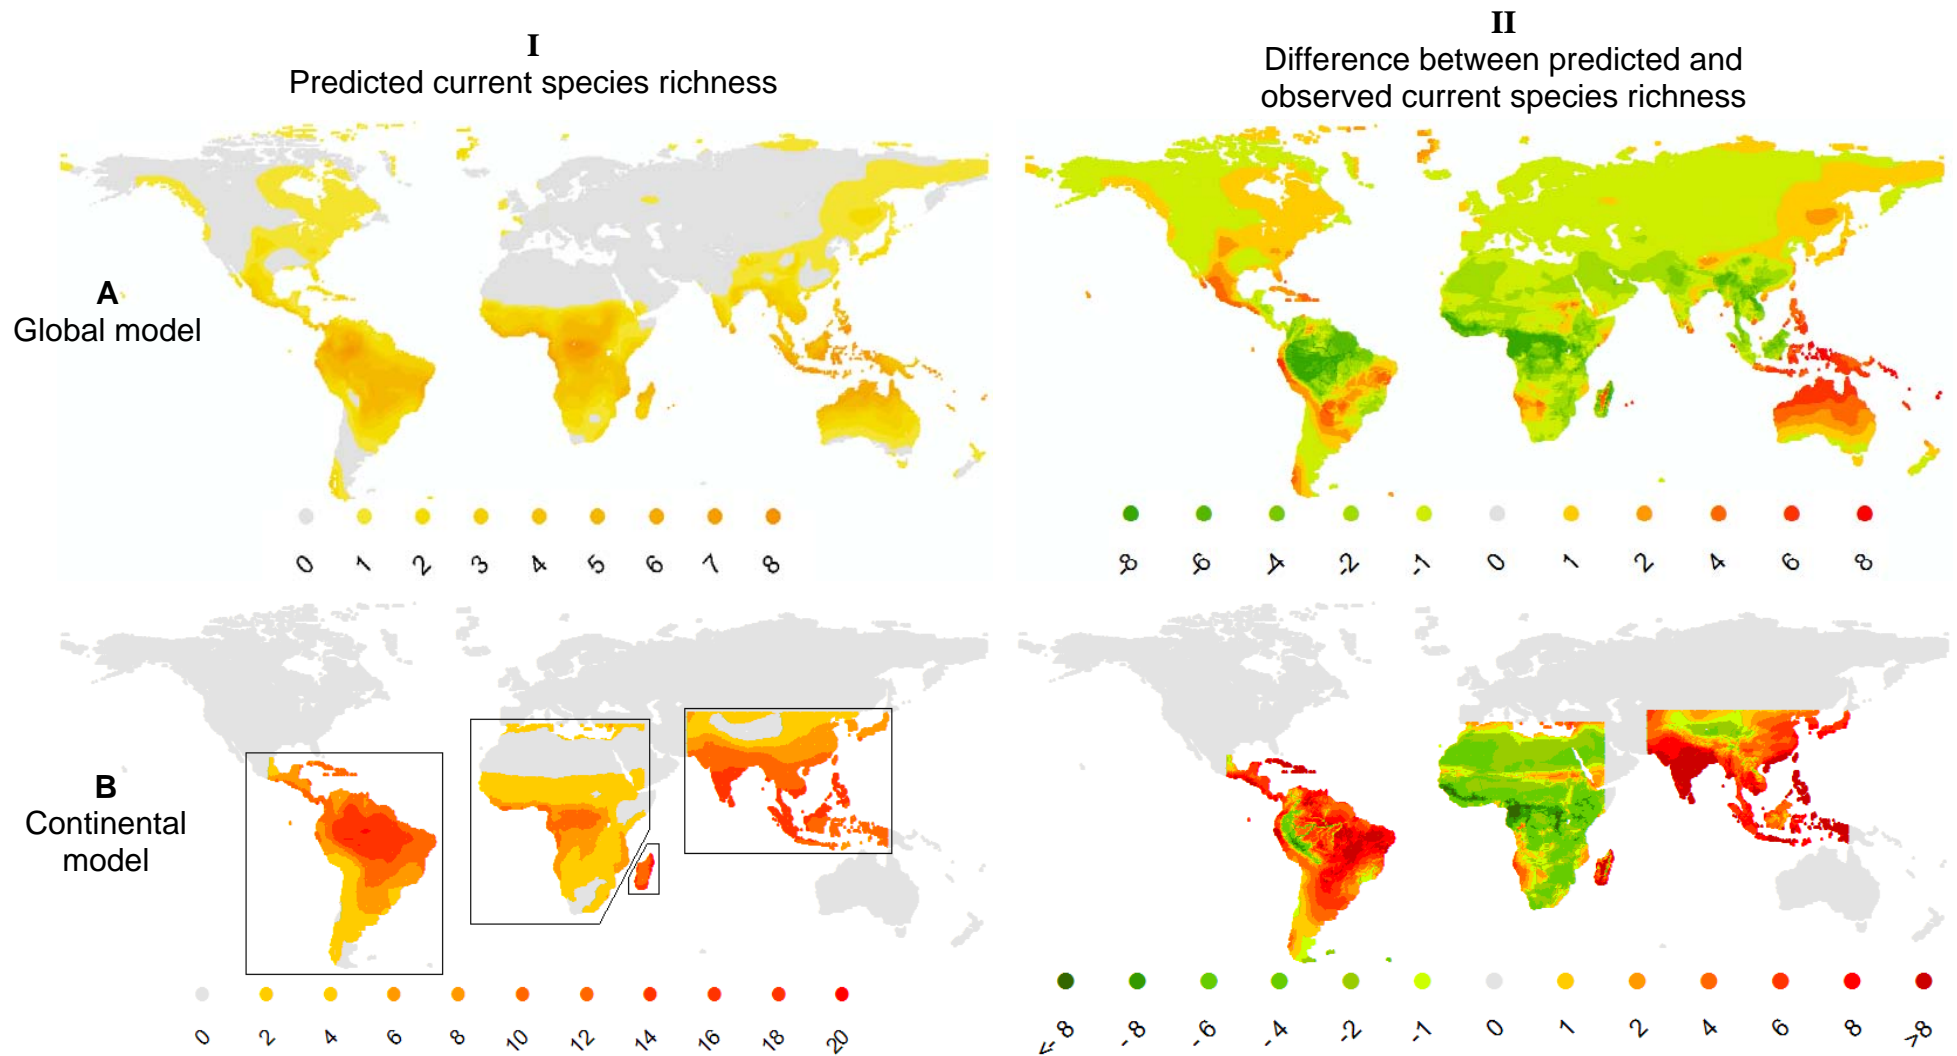 I
Predicted current species richness
II
Difference between predicted and
observed current species richness
A
Global model
0 1 2 3 4 5 6 7 8
-8 -6 -4 -2 -1 0 1 2 4 6 8
B
Continental
model
0 2 4 6 8 10 12 14 16 18 20
<- 8 - 8 - 6 - 4 -2 -1 0 1 2 4 6 8 >8